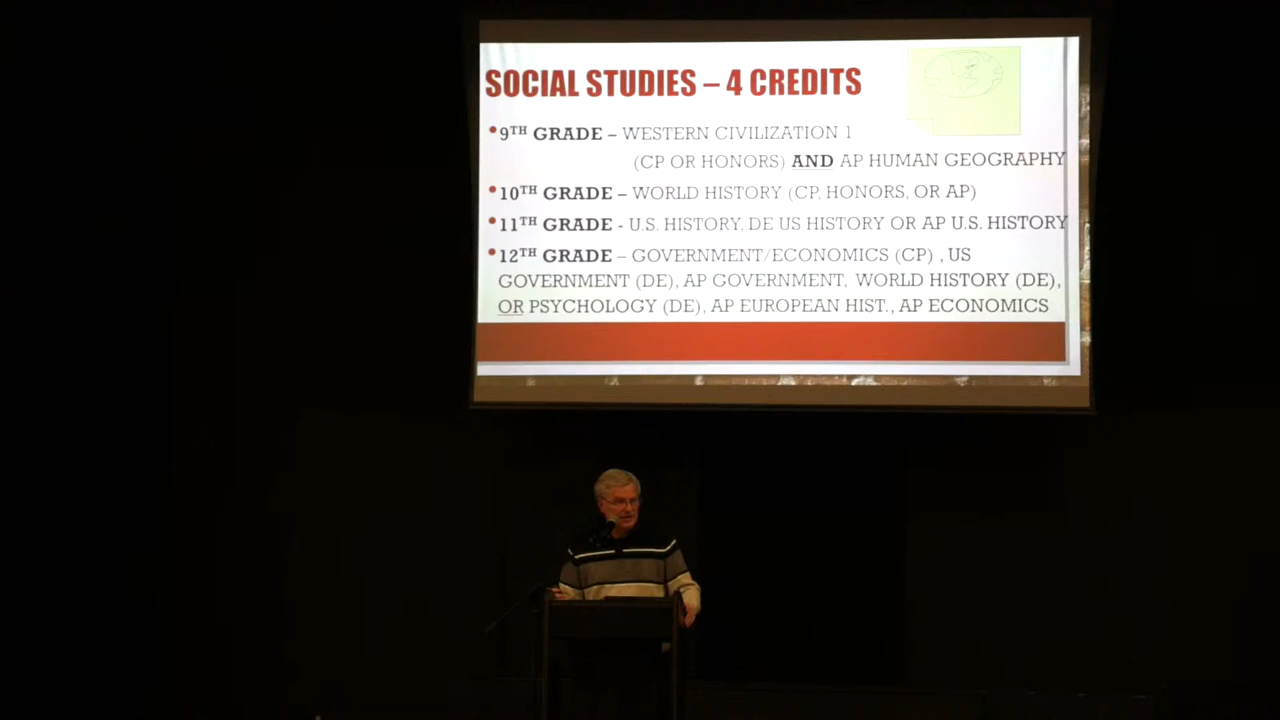 SOCIAL STUDIES – 4 CREDITS
•9TH GRADE – WESTERN CIVILIZATION 1
(CP OR HONORS) AND AP HUMAN GEOGRAPHY
•10TH GRADE – WORLD HISTORY (CP, HONORS, OR AP)
•11TH GRADE - U.S. HISTORY, DE US HISTORY OR AP U.S. HISTORY
•12TH GRADE – GOVERNMENT/ECONOMICS (CP) , US
GOVERNMENT (DE), AP GOVERNMENT, WORLD HISTORY (DE),
OR PSYCHOLOGY (DE), AP EUROPEAN HIST., AP ECONOMICS